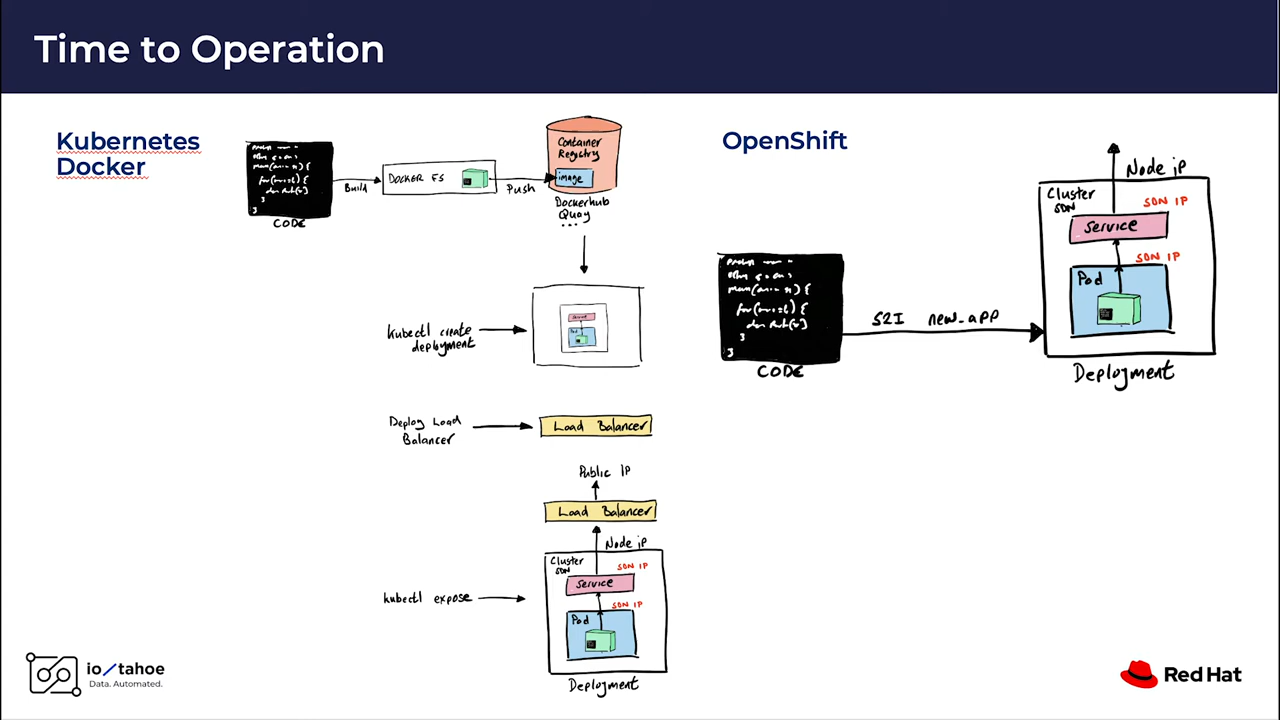 Time to Operation
Kubernetes
Docker
CODE
Build
DOCKER FS
Push
Container
Registry
image
Dockerhub
Quay
...
Kubectl create
deployment
Service
Pod
Deploy Load
Balancer
Load Balancer
Public IP
Load Balancer
Node iP
Cluster
SDN
SDN IP
Service
SDN IP
Pod
kubectl expose
Deployment
OpenShift
CODE
S2I new_app
Node iP
Cluster
SDN
SDN IP
Service
SDN IP
Pod
Deployment
io/tahoe
Data. Automated.
Red Hat